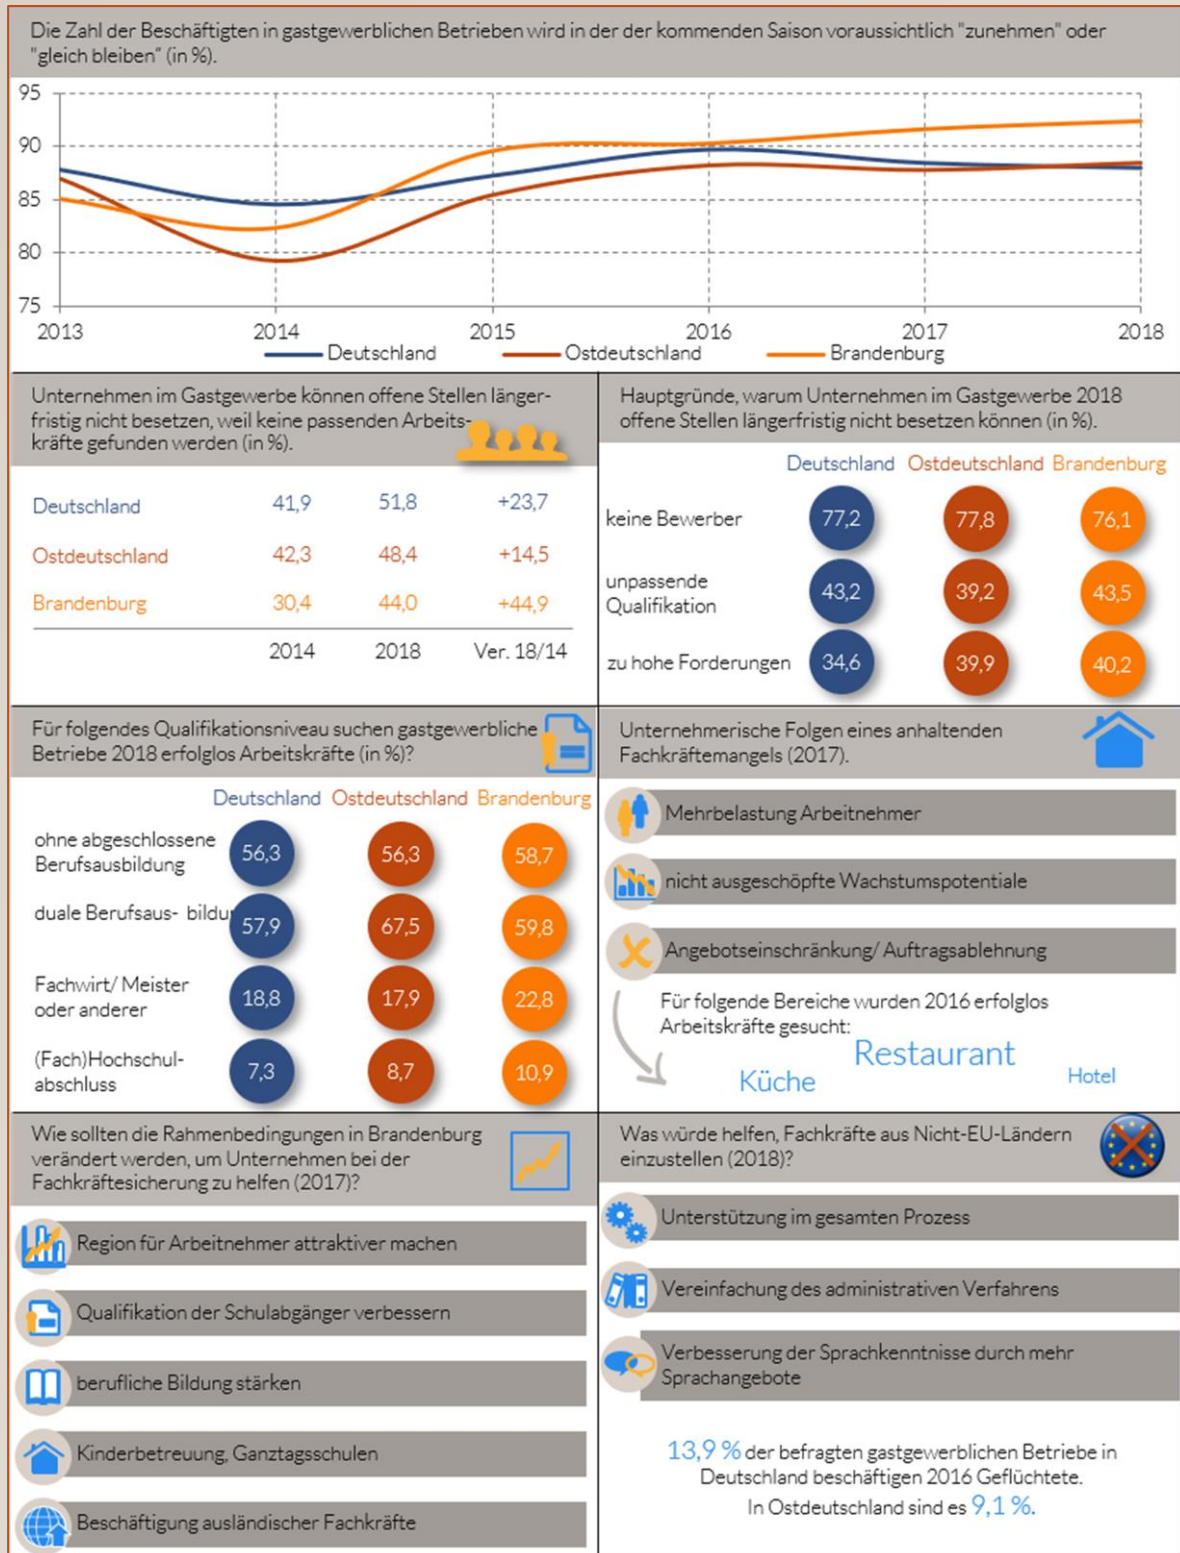 Die Zahl der Beschäftigten in gastgewerblichen Betrieben wird in der der kommenden Saison voraussichtlich "zunehmen" oder
"gleich bleiben“ (in %).
95
90
85
80
75
2013 2014 2015 2016 2017 2018
Deutschland Ostdeutschland Brandenburg
Unternehmen im Gastgewerbe können offene Stellen länger-
fristig nicht besetzen, weil keine passenden Arbeits-
kräfte gefunden werden (in %).
Deutschland 41,9 51,8 +23,7
Ostdeutschland 42,3 48,4 +14,5
Brandenburg 30,4 44,0 +44,9
2014 2018 Ver. 18/14
Hauptgründe, warum Unternehmen im Gastgewerbe 2018
offene Stellen längerfristig nicht besetzen können (in %).
Deutschland Ostdeutschland Brandenburg
keine Bewerber 77,2 77,8 76,1
unpassende
Qualifikation 43,2 39,2 43,5
zu hohe Forderungen 34,6 39,9 40,2
Für folgendes Qualifikationsniveau suchen gastgewerbliche
Betriebe 2018 erfolglos Arbeitskräfte (in %)?
Deutschland Ostdeutschland Brandenburg
ohne abgeschlossene
Berufsausbildung 56,3 56,3 58,7
duale Berufsaus- bildu 57,9 67,5 59,8
Fachwirt/ Meister
oder anderer 18,8 17,9 22,8
(Fach)Hochschul-
abschluss 7,3 8,7 10,9
Unternehmerische Folgen eines anhaltenden
Fachkräftemangels (2017).
Mehrbelastung Arbeitnehmer
nicht ausgeschöpfte Wachstumspotentiale
Angebotseinschränkung/ Auftragsablehnung
Für folgende Bereiche wurden 2016 erfolglos
Arbeitskräfte gesucht:
Restaurant
Küche Hotel
Wie sollten die Rahmenbedingungen in Brandenburg
verändert werden, um Unternehmen bei der
Fachkräftesicherung zu helfen (2017)?
Region für Arbeitnehmer attraktiver machen
Qualifikation der Schulabgänger verbessern
berufliche Bildung stärken
Kinderbetreuung, Ganztagsschulen
Beschäftigung ausländischer Fachkräfte
Was würde helfen, Fachkräfte aus Nicht-EU-Ländern
einzustellen (2018)?
Unterstützung im gesamten Prozess
Vereinfachung des administrativen Verfahrens
Verbesserung der Sprachkenntnisse durch mehr
Sprachangebote
13,9 % der befragten gastgewerblichen Betriebe in
Deutschland beschäftigen 2016 Geflüchtete.
In Ostdeutschland sind es 9,1 %.